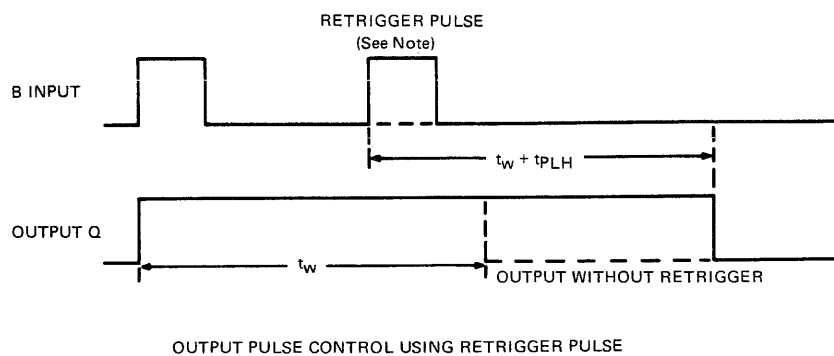 RETRIGGER PULSE
(See Note)
B INPUT
tw + tPLH
OUTPUT Q
tw
OUTPUT WITHOUT RETRIGGER
OUTPUT PULSE CONTROL USING RETRIGGER PULSE